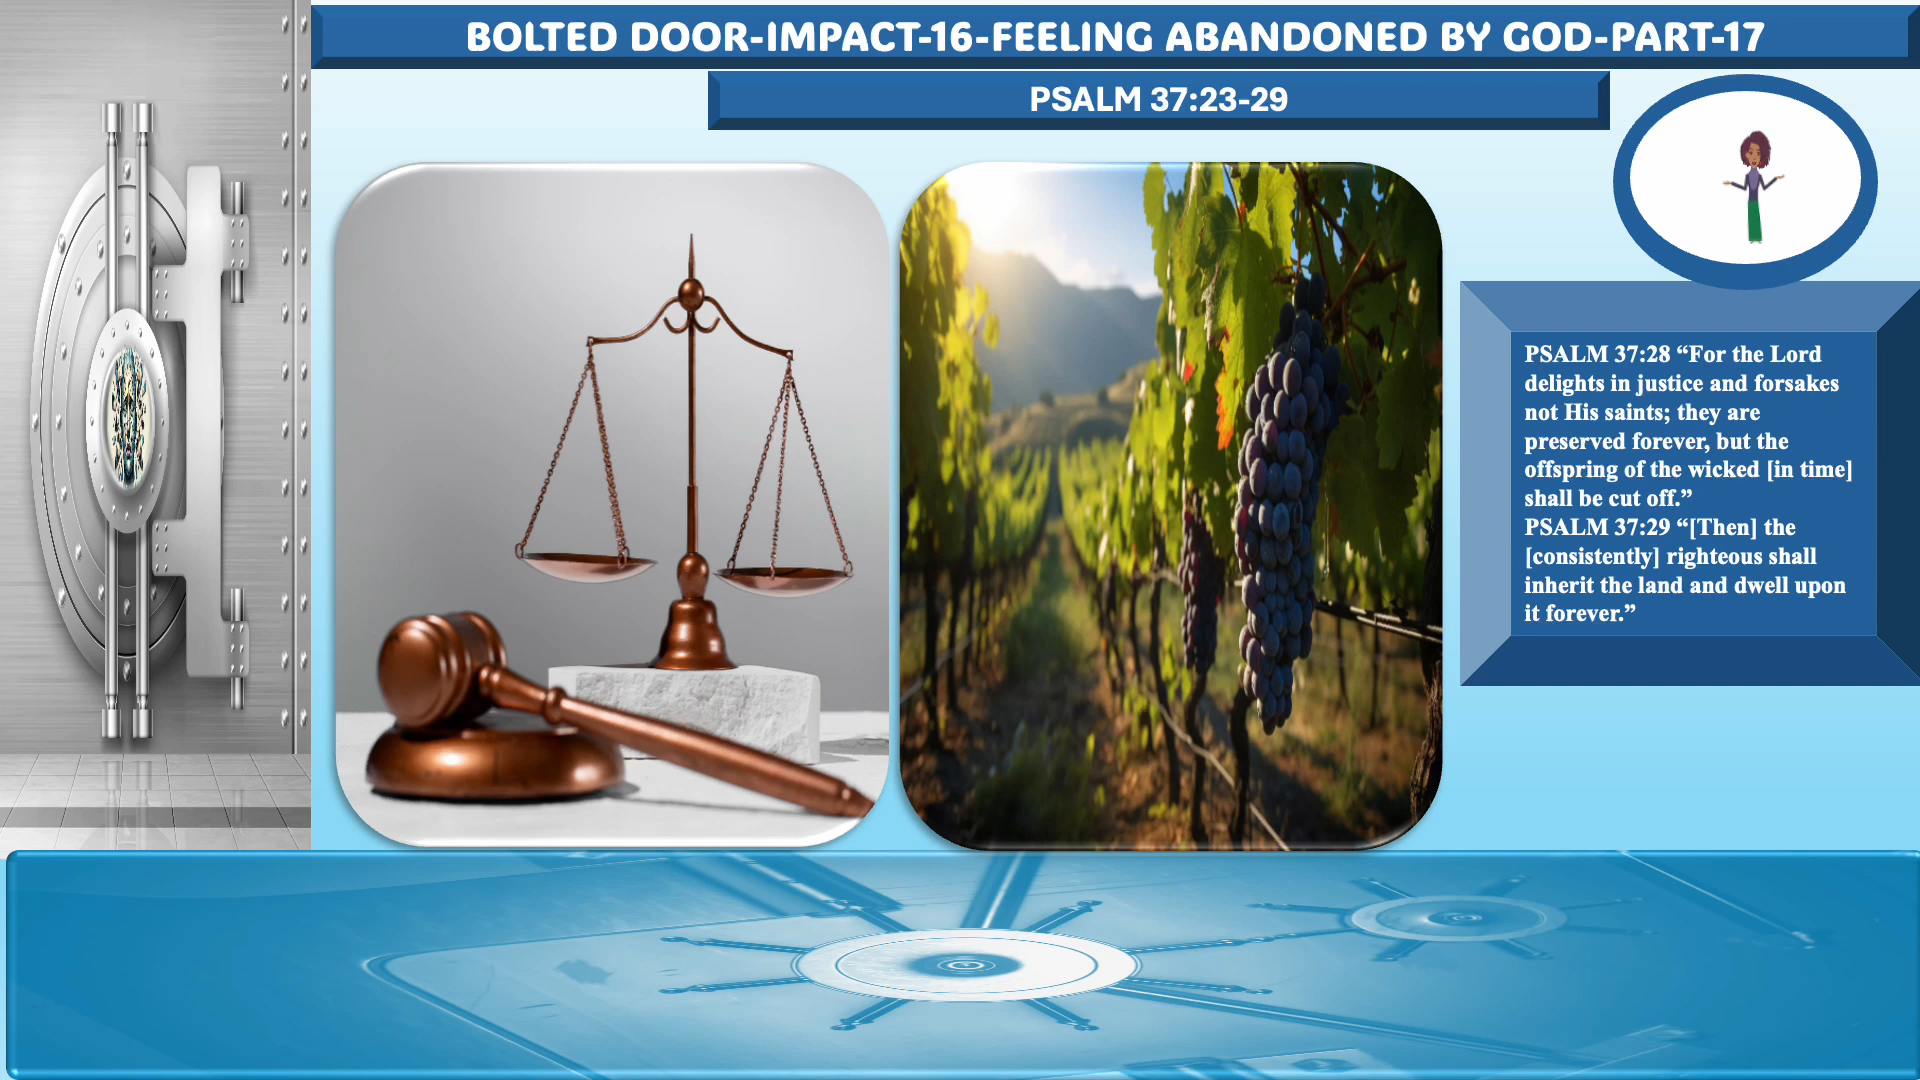 BOLTED DOOR-IMPACT-16-FEELING ABANDONED BY GOD-PART-17
PSALM 37:23-29
PSALM 37:28 “For the Lord
delights in justice and forsakes
not His saints; they are
preserved forever, but the
offspring of the wicked [in time]
shall be cut off.”
PSALM 37:29 “[Then] the
[consistently] righteous shall
inherit the land and dwell upon
it forever.”